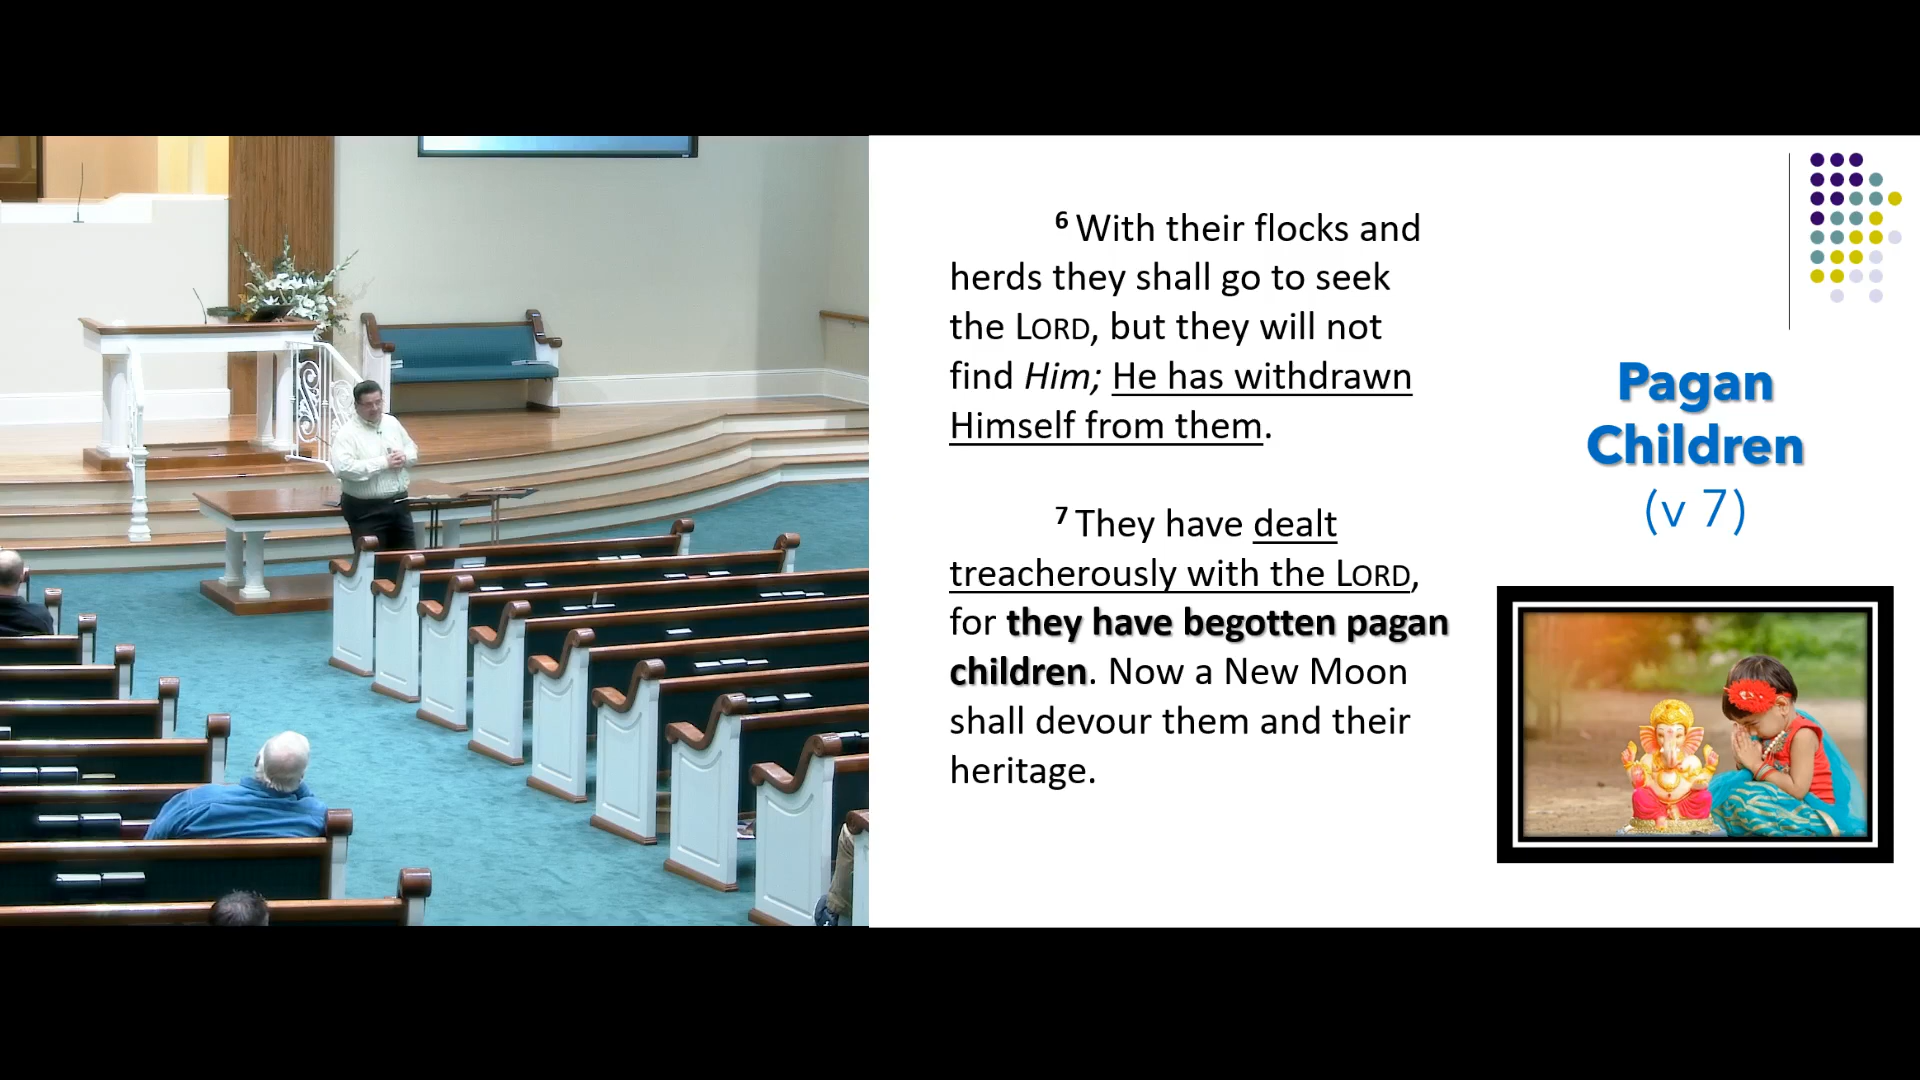 ⁶ With their flocks and
herds they shall go to seek
the LORD, but they will not
find Him; He has withdrawn
Himself from them.
⁷ They have dealt
treacherously with the LORD,
for they have begotten pagan
children. Now a New Moon
shall devour them and their
heritage.
Pagan
Children
(v 7)